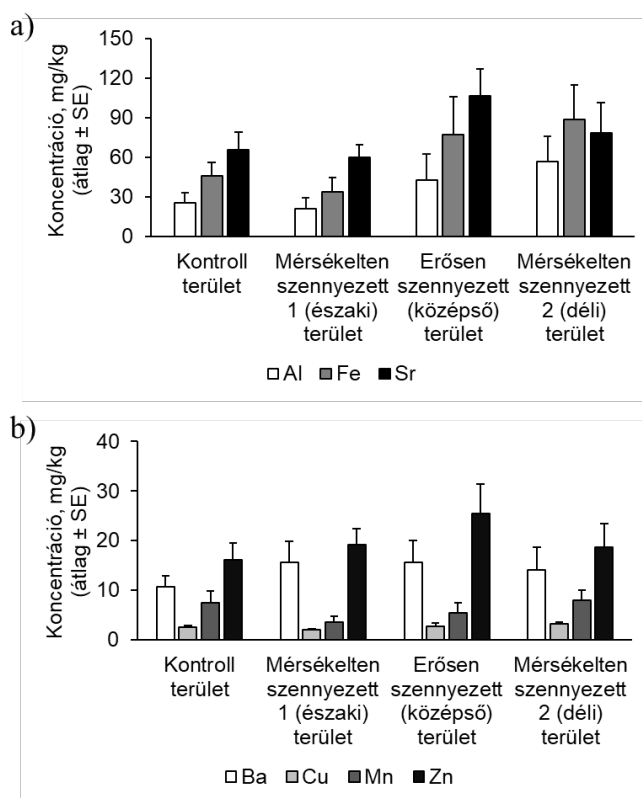 a)
Koncentráció, mg/kg
(átlag ± SE)
150
120
90
60
30
0
Kontroll
terület
Mérsékelten
szennyezett
1 (északi)
terület
Erősen
szennyezett
(középső)
terület
Mérsékelten
szennyezett
2 (déli)
terület
Al Fe Sr
b)
Koncentráció, mg/kg
(átlag ± SE)
40
30
20
10
0
Kontroll
terület
Mérsékelten
szennyezett
1 (északi)
terület
Erősen
szennyezett
(középső)
terület
Mérsékelten
szennyezett
2 (déli)
terület
Ba Cu Mn Zn